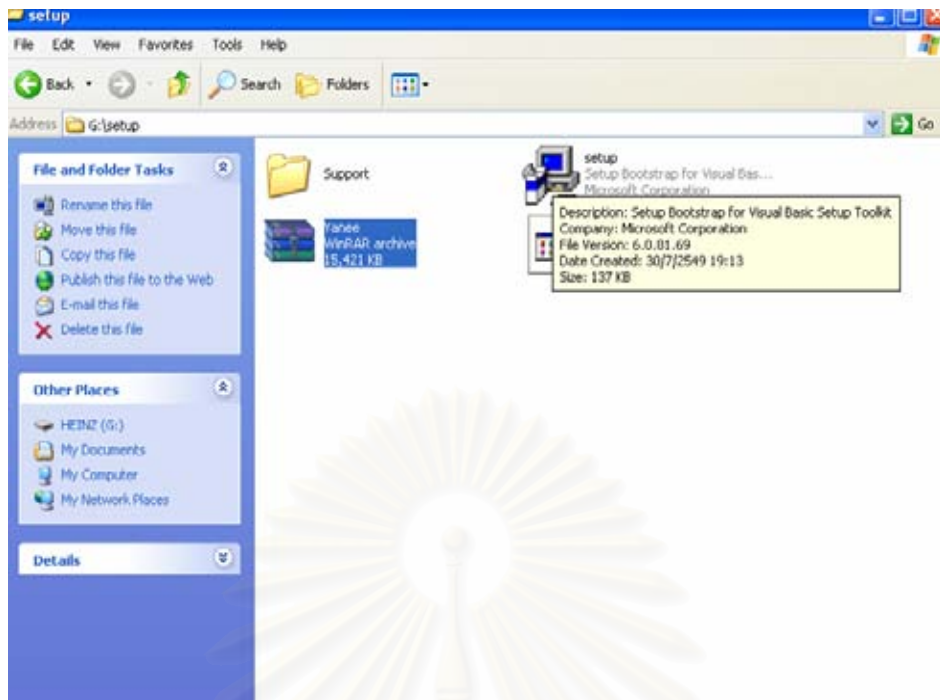 setup
File Edit View Favorites Tools Help
Back Search Folders
Address G:\setup Go
File and Folder Tasks
Rename this file
Move this file
Copy this file
Publish this file to the Web
E-mail this file
Delete this file
Other Places
HEINZ (G:)
My Documents
My Computer
My Network Places
Details
Support
Yanee
WinRAR archive
15,421 KB
setup
Setup Bootstrap for Visual Bas...
Microsoft Corporation
Description: Setup Bootstrap for Visual Basic Setup Toolkit
Company: Microsoft Corporation
File Version: 6.0.81.69
Date Created: 30/7/2549 19:13
Size: 137 KB